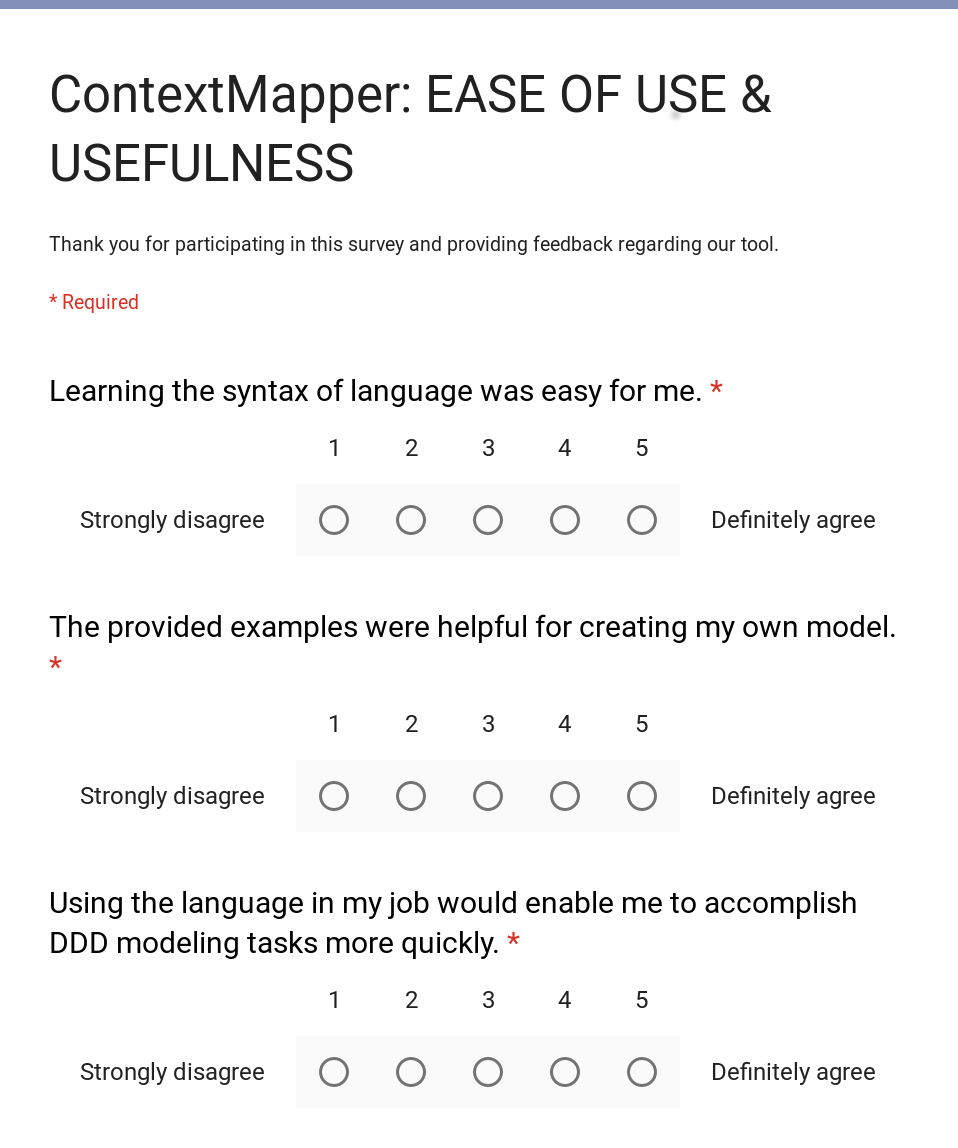 ContextMapper: EASE OF USE &
USEFULNESS
Thank you for participating in this survey and providing feedback regarding our tool.
* Required
Learning the syntax of language was easy for me. *
1 2 3 4 5
Strongly disagree Definitely agree
The provided examples were helpful for creating my own model.
*
1 2 3 4 5
Strongly disagree Definitely agree
Using the language in my job would enable me to accomplish
DDD modeling tasks more quickly. *
1 2 3 4 5
Strongly disagree Definitely agree